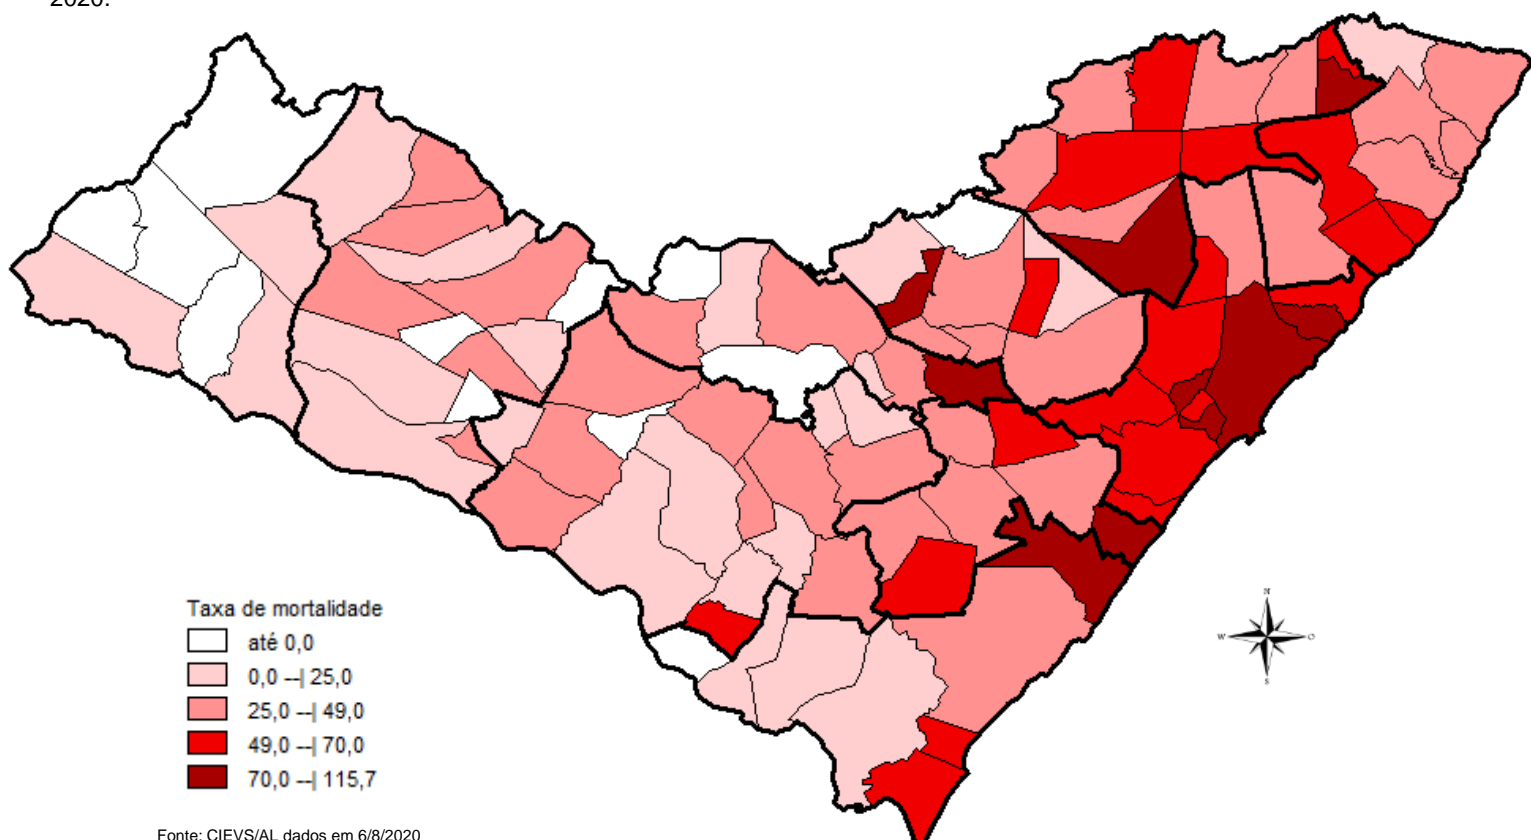 2020.
N
W
O
S
Taxa de mortalidade
até 0,0
0,0 --| 25,0
25,0 --| 49,0
49,0 --| 70,0
70,0 --| 115,7
Fonte: CIEVS/AL dados em 6/8/2020